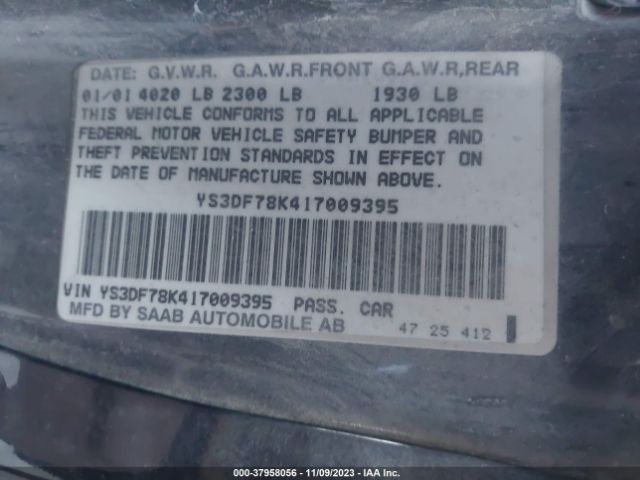 DATE: G.V.W.R. G.A.W.R.FRONT G.A.W.R,REAR
01/01 4020 LB 2300 LB 1930 LB
THIS VEHICLE CONFORMS TO ALL APPLICABLE
FEDERAL MOTOR VEHICLE SAFETY BUMPER AND
THEFT PREVENTION STANDARDS IN EFFECT ON
THE DATE OF MANUFACTURE SHOWN ABOVE.
YS3DF78K417009395
VIN YS3DF78K417009395 PASS. CAR
MFD BY SAAB AUTOMOBILE AB 47 25 412
000-37958056 — 11/09/2023 — IAA Inc.